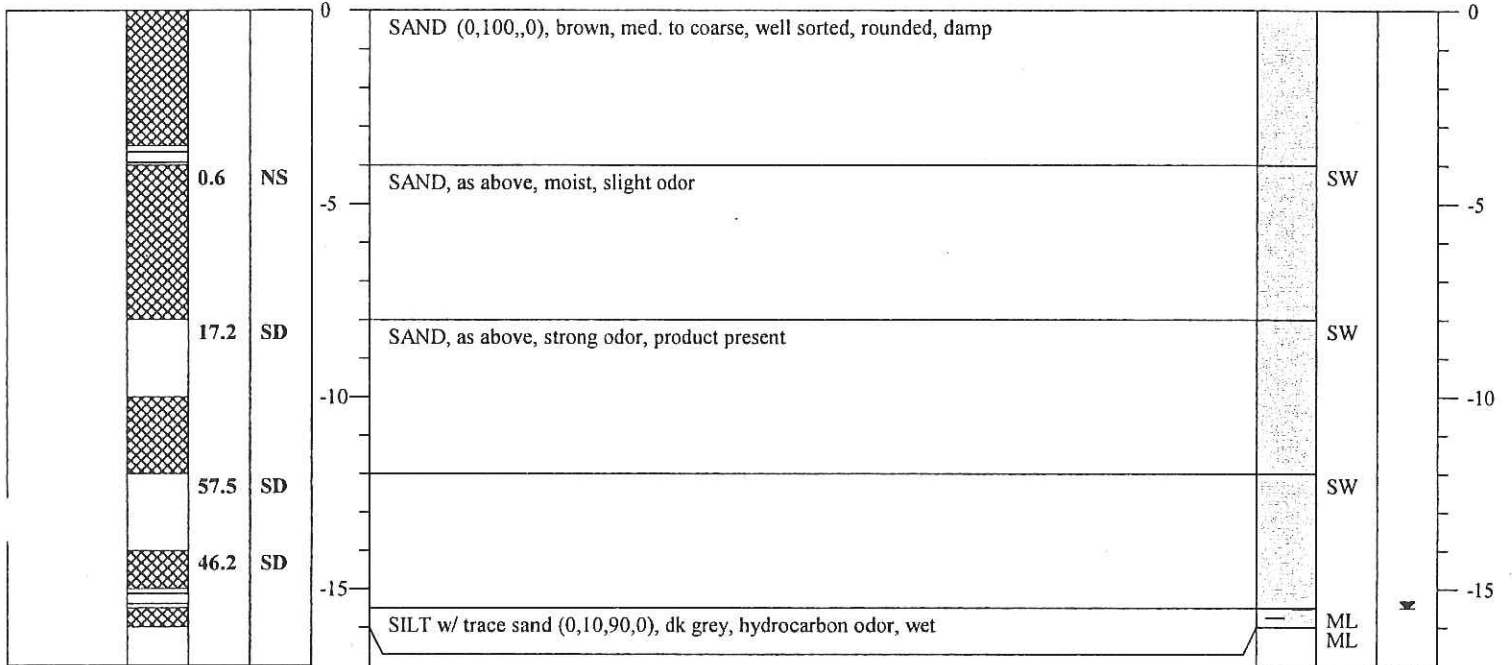 0 SAND (0,100,,0), brown, med. to coarse, well sorted, rounded, damp 0
0.6 NS SAND, as above, moist, slight odor SW
-5 -5
17.2 SD SAND, as above, strong odor, product present SW
-10 -10
57.5 SD SW
46.2 SD
-15 -15
SILT w/ trace sand (0,10,90,0), dk grey, hydrocarbon odor, wet ML
ML